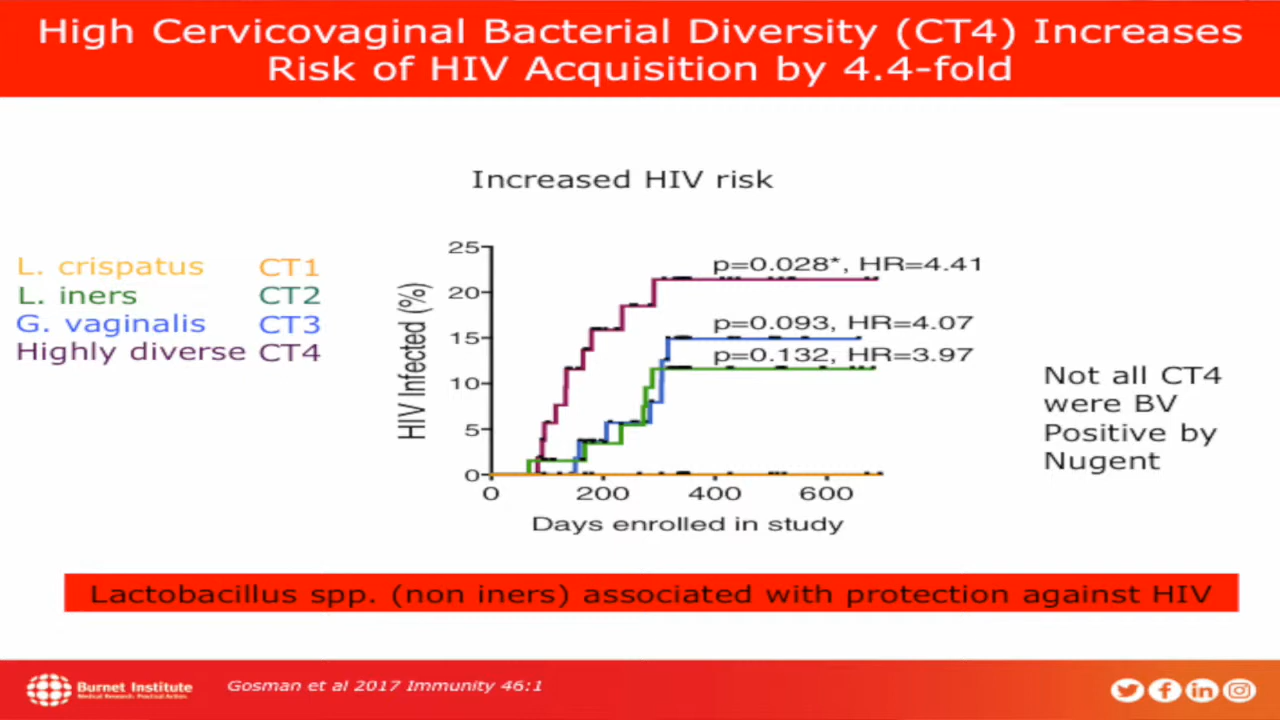 High Cervicovaginal Bacterial Diversity (CT4) Increases
Risk of HIV Acquisition by 4.4-fold
Increased HIV risk
L. crispatus CT1
L. iners CT2
G. vaginalis CT3
Highly diverse CT4
HIV Infected (%)
25
20
15
10
5
0
p=0.028*, HR=4.41
p=0.093, HR=4.07
p=0.132, HR=3.97
0 200 400 600
Days enrolled in study
Not all CT4
were BV
Positive by
Nugent
Lactobacillus spp. (non iners) associated with protection against HIV
Burnet Institute
Medical Research. Practical Action.
Gosman et al 2017 Immunity 46:1